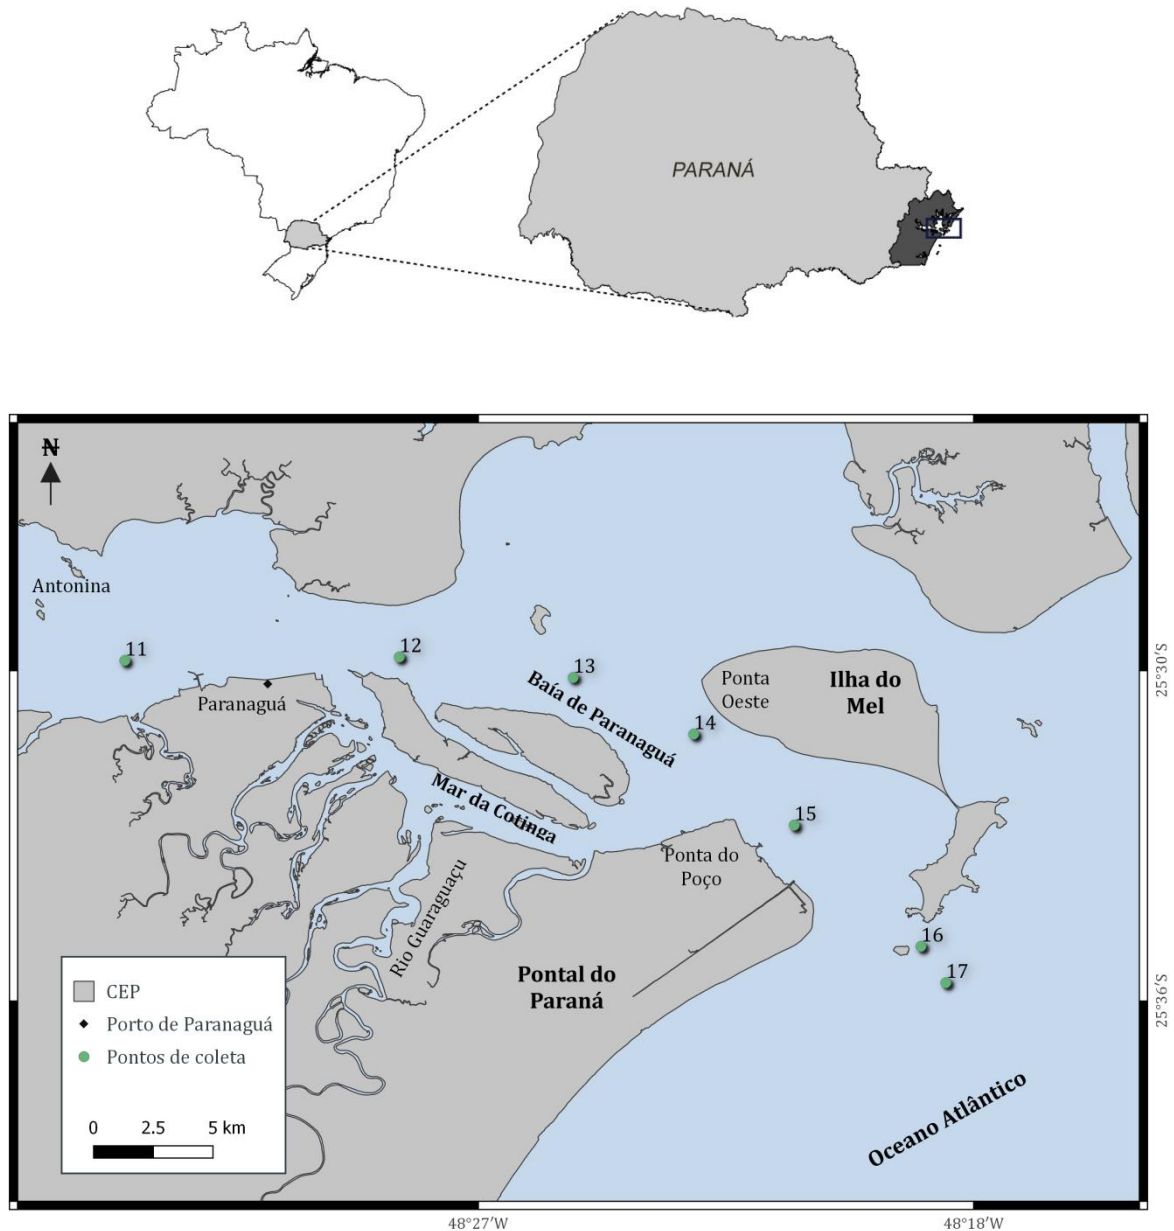 PARANÁ
N
Antonina
11
12
13
14
15
16
17
Paranaguá
Baía de Paranaguá
Ponta
Oeste
Ilha do
Mel
Mar da Cotinga
Ponta do
Poço
Rio Guaraguaçu
Pontal do
Paraná
Oceano Atlântico
CEP
Porto de Paranaguá
Pontos de coleta
0 2.5 5 km
25°30′S
25°36′S
48°27′W
48°18′W